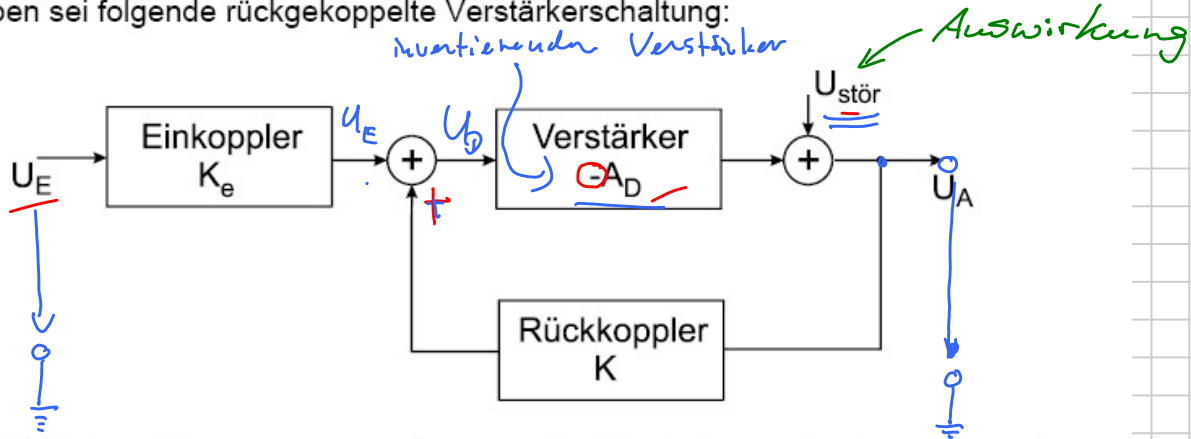 ben sei folgende rückgekoppelte Verstärkerschaltung:
invertierender Verstärker
Auswirkung
U_stör
Einkoppler
K_e
U_E
U_D
+
Verstärker
-A_D
+
U_E
U_A
+
Rückkoppler
K